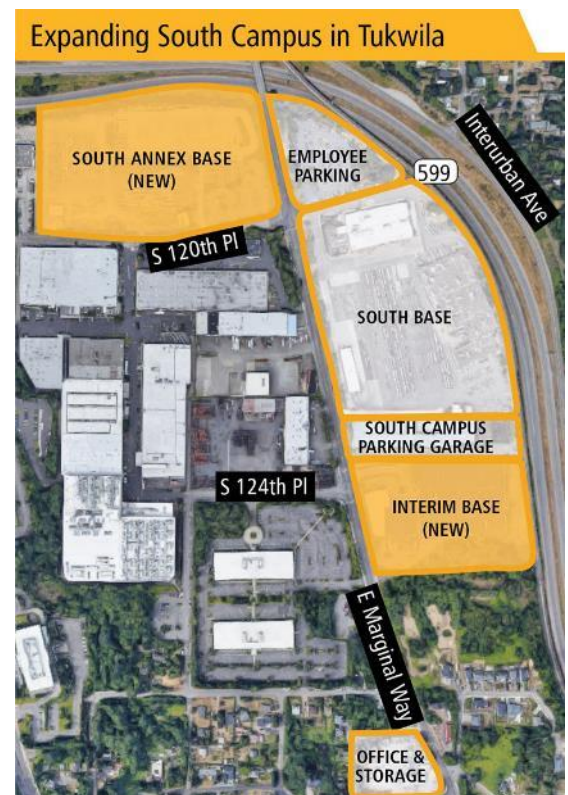 Expanding South Campus in Tukwila
SOUTH ANNEX BASE
(NEW)
EMPLOYEE
PARKING
599
Interurban Ave
S 120th Pl
SOUTH BASE
SOUTH CAMPUS
PARKING GARAGE
S 124th Pl
INTERIM BASE
(NEW)
E Marginal Way
OFFICE &
STORAGE